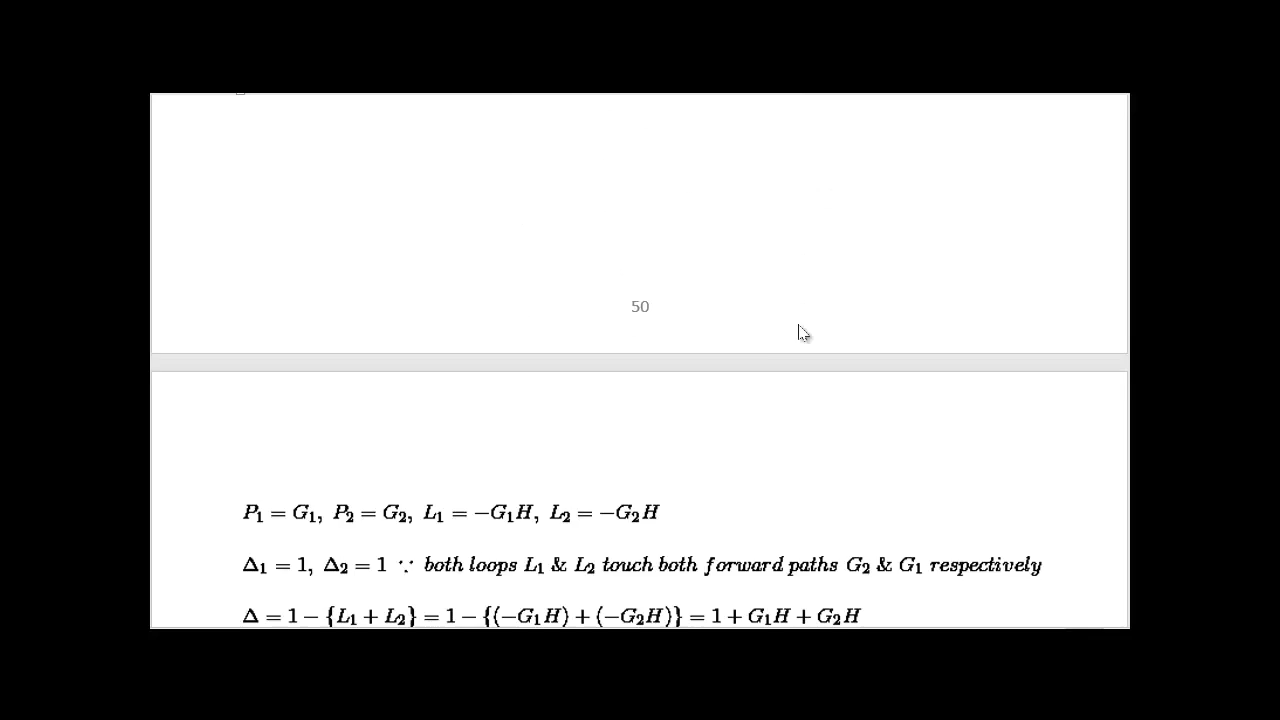 50
P₁ = G₁, P₂ = G₂, L₁ = −G₁H, L₂ = −G₂H
Δ₁ = 1, Δ₂ = 1 ∵ both loops L₁ & L₂ touch both forward paths G₂ & G₁ respectively
Δ = 1 − {L₁ + L₂} = 1 − {(−G₁H) + (−G₂H)} = 1 + G₁H + G₂H